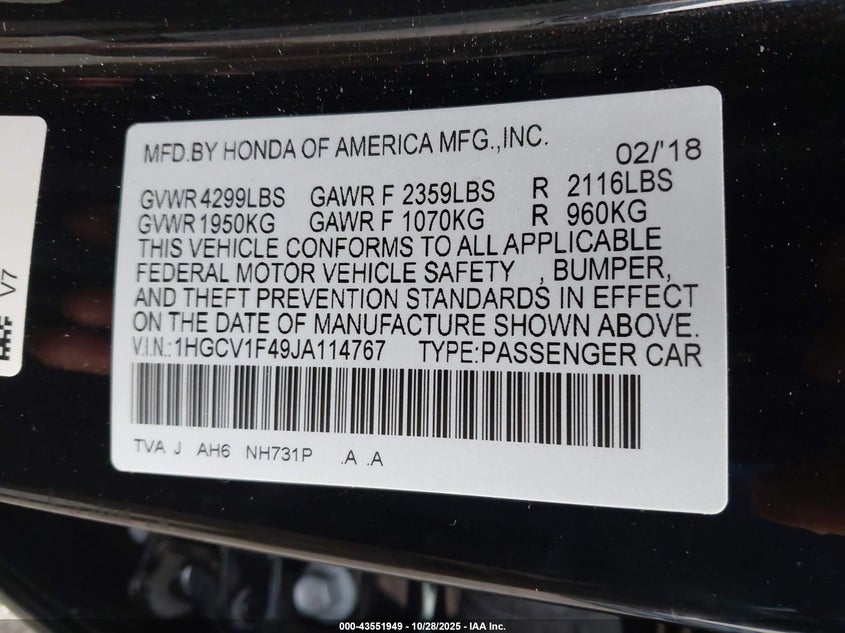 MFD.BY HONDA OF AMERICA MFG.,INC. 02/'18
GVWR 4299LBS GAWR F 2359LBS R 2116LBS
GVWR 1950KG GAWR F 1070KG R 960KG
THIS VEHICLE CONFORMS TO ALL APPLICABLE
FEDERAL MOTOR VEHICLE SAFETY , BUMPER,
AND THEFT PREVENTION STANDARDS IN EFFECT
ON THE DATE OF MANUFACTURE SHOWN ABOVE.
V.I.N.:1HGCV1F49JA114767 TYPE:PASSENGER CAR
TVA J AH6 NH731P .A .A
V7
000-43551949 - 10/28/2025 - IAA Inc.